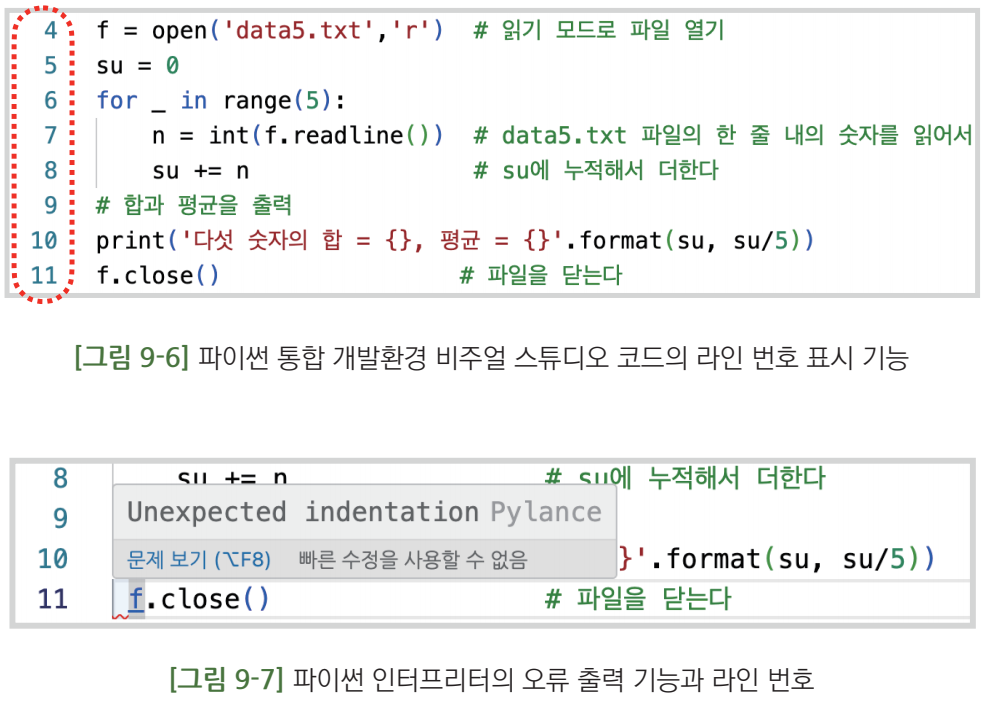 4 f = open('data5.txt','r') # 읽기 모드로 파일 열기
5 su = 0
6 for _ in range(5):
7 n = int(f.readline()) # data5.txt 파일의 한 줄 내의 숫자를 읽어서
8 su += n # su에 누적해서 더한다
9 # 합과 평균을 출력
10 print('다섯 숫자의 합 = {}, 평균 = {}'.format(su, su/5))
11 f.close() # 파일을 닫는다
[그림 9-6] 파이썬 통합 개발환경 비주얼 스튜디오 코드의 라인 번호 표시 기능
8 su += n # su에 누적해서 더한다
9 Unexpected indentation Pylance
문제 보기 (⌥F8) 빠른 수정을 사용할 수 없음
10 }'.format(su, su/5))
11 f.close() # 파일을 닫는다
[그림 9-7] 파이썬 인터프리터의 오류 출력 기능과 라인 번호